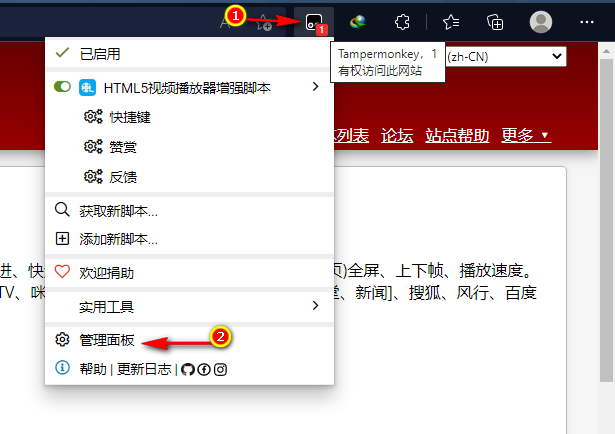 1
A
1
已启用
Tampermonkey，1
有权访问此网站
(zh-CN)
HTML5视频播放器增强脚本
快捷键
本列表 论坛 站点帮助 更多 ▼
赞赏
反馈
获取新脚本...
添加新脚本...
进、快
页)全屏、上下帧、播放速度。
欢迎捐助
TV、咪
堂、新闻]、搜狐、风行、百度
实用工具
管理面板
2
帮助 | 更新日志 |